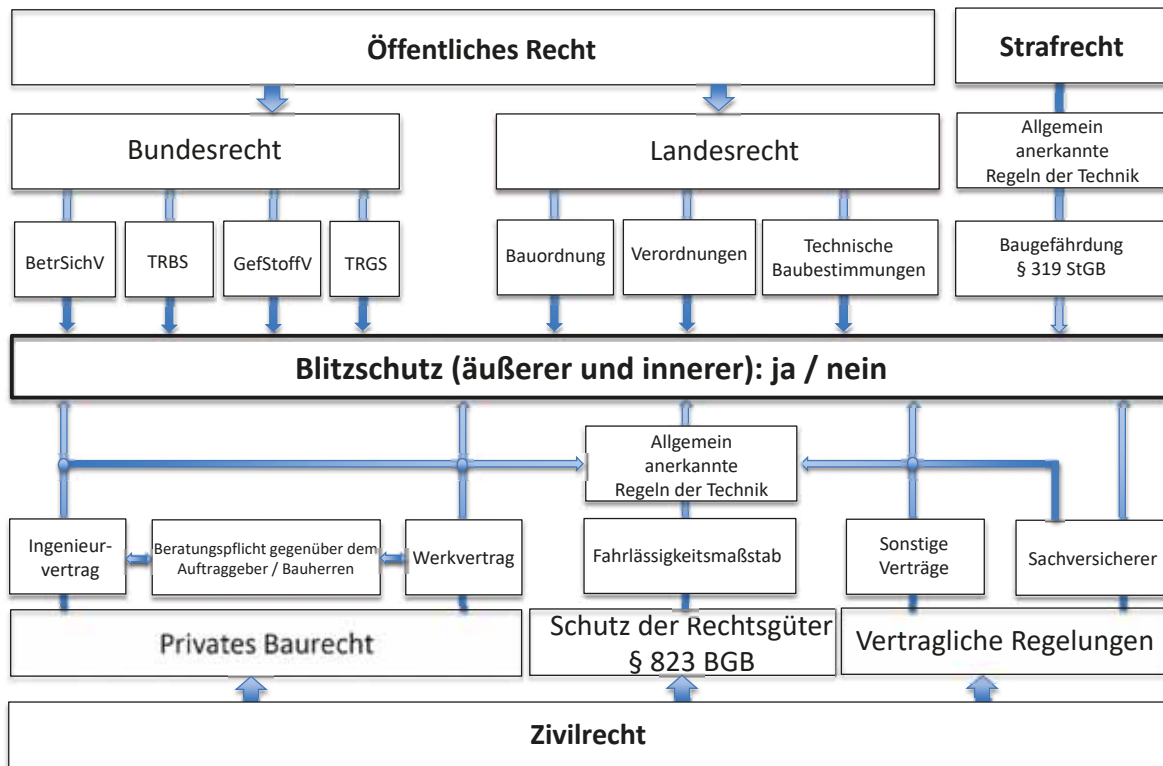 Öffentliches Recht
Strafrecht
Bundesrecht
Landesrecht
Allgemein
anerkannte
Regeln der Technik
BetrSichV
TRBS
GefStoffV
TRGS
Bauordnung
Verordnungen
Technische
Baubestimmungen
Baugefährdung
§ 319 StGB
Blitzschutz (äußerer und innerer): ja / nein
Allgemein
anerkannte
Regeln der Technik
Ingenieur-
vertrag
Beratungspflicht gegenüber dem
Auftraggeber / Bauherren
Werkvertrag
Fahrlässigkeitsmaßstab
Sonstige
Verträge
Sachversicherer
Privates Baurecht
Schutz der Rechtsgüter
§ 823 BGB
Vertragliche Regelungen
Zivilrecht